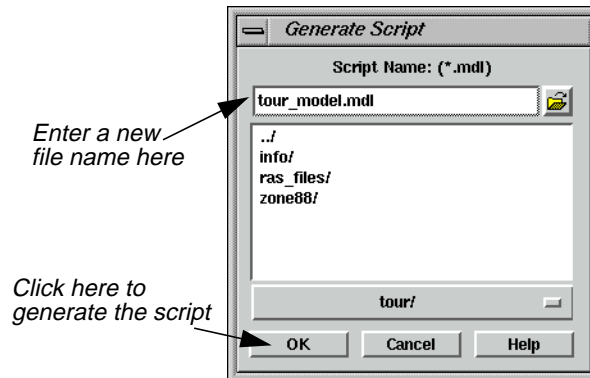 Generate Script
Script Name: (*.mdl)
tour_model.mdl
Enter a new
file name here
../
info/
ras_files/
zone88/
Click here to
generate the script
tour/
OK
Cancel
Help